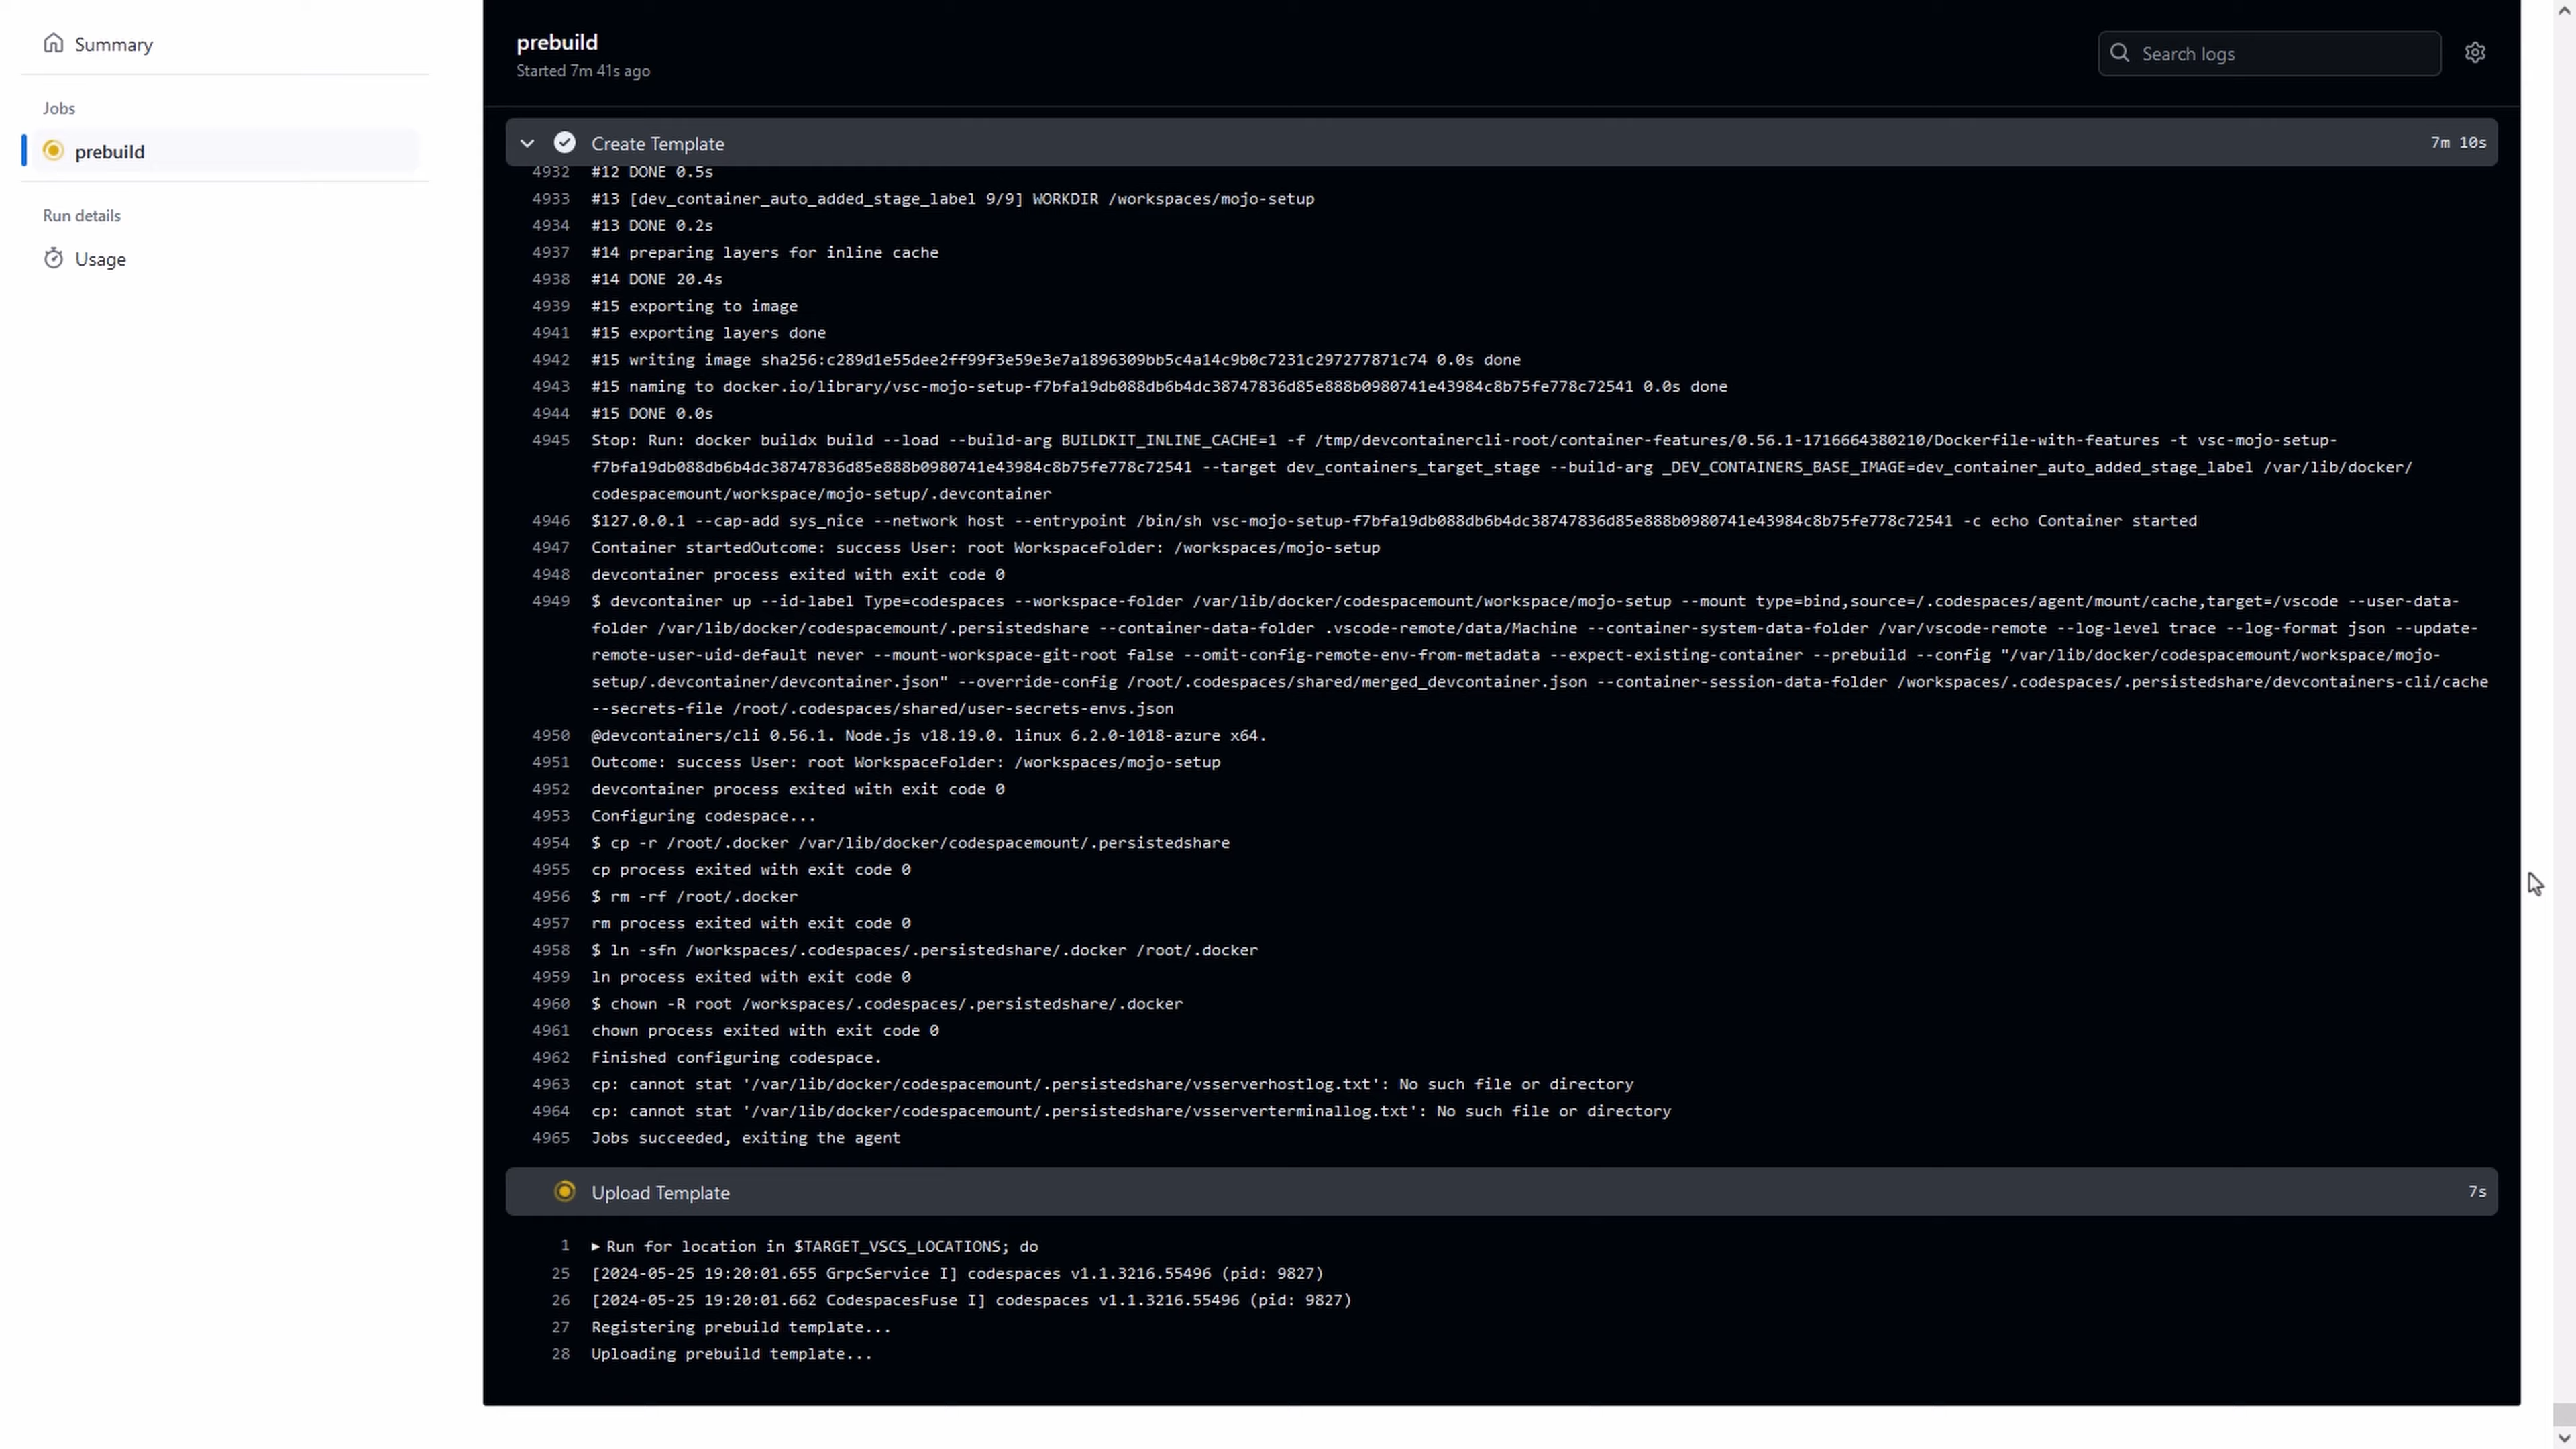 Summary
Jobs
prebuild
Run details
Usage
prebuild
Started 7m 41s ago
Search logs
Create Template 7m 10s
4932 #12 DONE 0.5s
4933 #13 [dev_container_auto_added_stage_label 9/9] WORKDIR /workspaces/mojo-setup
4934 #13 DONE 0.2s
4937 #14 preparing layers for inline cache
4938 #14 DONE 20.4s
4939 #15 exporting to image
4941 #15 exporting layers done
4942 #15 writing image sha256:c289d1e55dee2ff99f3e59e3e7a1896309bb5c4a14c9b0c7231c297277871c74 0.0s done
4943 #15 naming to docker.io/library/vsc-mojo-setup-f7bfa19db088db6b4dc38747836d85e888b0980741e43984c8b75fe778c72541 0.0s done
4944 #15 DONE 0.0s
4945 Stop: Run: docker buildx build --load --build-arg BUILDKIT_INLINE_CACHE=1 -f /tmp/devcontainercli-root/container-features/0.56.1-1716664380210/Dockerfile-with-features -t vsc-mojo-setup-
f7bfa19db088db6b4dc38747836d85e888b0980741e43984c8b75fe778c72541 --target dev_containers_target_stage --build-arg _DEV_CONTAINERS_BASE_IMAGE=dev_container_auto_added_stage_label /var/lib/docker/
codespacemount/workspace/mojo-setup/.devcontainer
4946 $127.0.0.1 --cap-add sys_nice --network host --entrypoint /bin/sh vsc-mojo-setup-f7bfa19db088db6b4dc38747836d85e888b0980741e43984c8b75fe778c72541 -c echo Container started
4947 Container startedOutcome: success User: root WorkspaceFolder: /workspaces/mojo-setup
4948 devcontainer process exited with exit code 0
4949 $ devcontainer up --id-label Type=codespaces --workspace-folder /var/lib/docker/codespacemount/workspace/mojo-setup --mount type=bind,source=/.codespaces/agent/mount/cache,target=/vscode --user-data-
folder /var/lib/docker/codespacemount/.persistedshare --container-data-folder .vscode-remote/data/Machine --container-system-data-folder /var/vscode-remote --log-level trace --log-format json --update-
remote-user-uid-default never --mount-workspace-git-root false --omit-config-remote-env-from-metadata --expect-existing-container --prebuild --config "/var/lib/docker/codespacemount/workspace/mojo-
setup/.devcontainer/devcontainer.json" --override-config /root/.codespaces/shared/merged_devcontainer.json --container-session-data-folder /workspaces/.codespaces/.persistedshare/devcontainers-cli/cache
--secrets-file /root/.codespaces/shared/user-secrets-envs.json
4950 @devcontainers/cli 0.56.1. Node.js v18.19.0. linux 6.2.0-1018-azure x64.
4951 Outcome: success User: root WorkspaceFolder: /workspaces/mojo-setup
4952 devcontainer process exited with exit code 0
4953 Configuring codespace...
4954 $ cp -r /root/.docker /var/lib/docker/codespacemount/.persistedshare
4955 cp process exited with exit code 0
4956 $ rm -rf /root/.docker
4957 rm process exited with exit code 0
4958 $ ln -sfn /workspaces/.codespaces/.persistedshare/.docker /root/.docker
4959 ln process exited with exit code 0
4960 $ chown -R root /workspaces/.codespaces/.persistedshare/.docker
4961 chown process exited with exit code 0
4962 Finished configuring codespace.
4963 cp: cannot stat '/var/lib/docker/codespacemount/.persistedshare/vsserverhostlog.txt': No such file or directory
4964 cp: cannot stat '/var/lib/docker/codespacemount/.persistedshare/vsserverterminallog.txt': No such file or directory
4965 Jobs succeeded, exiting the agent
Upload Template 7s
1 ▸ Run for location in $TARGET_VSCS_LOCATIONS; do
25 [2024-05-25 19:20:01.655 GrpcService I] codespaces v1.1.3216.55496 (pid: 9827)
26 [2024-05-25 19:20:01.662 CodespacesFuse I] codespaces v1.1.3216.55496 (pid: 9827)
27 Registering prebuild template...
28 Uploading prebuild template...